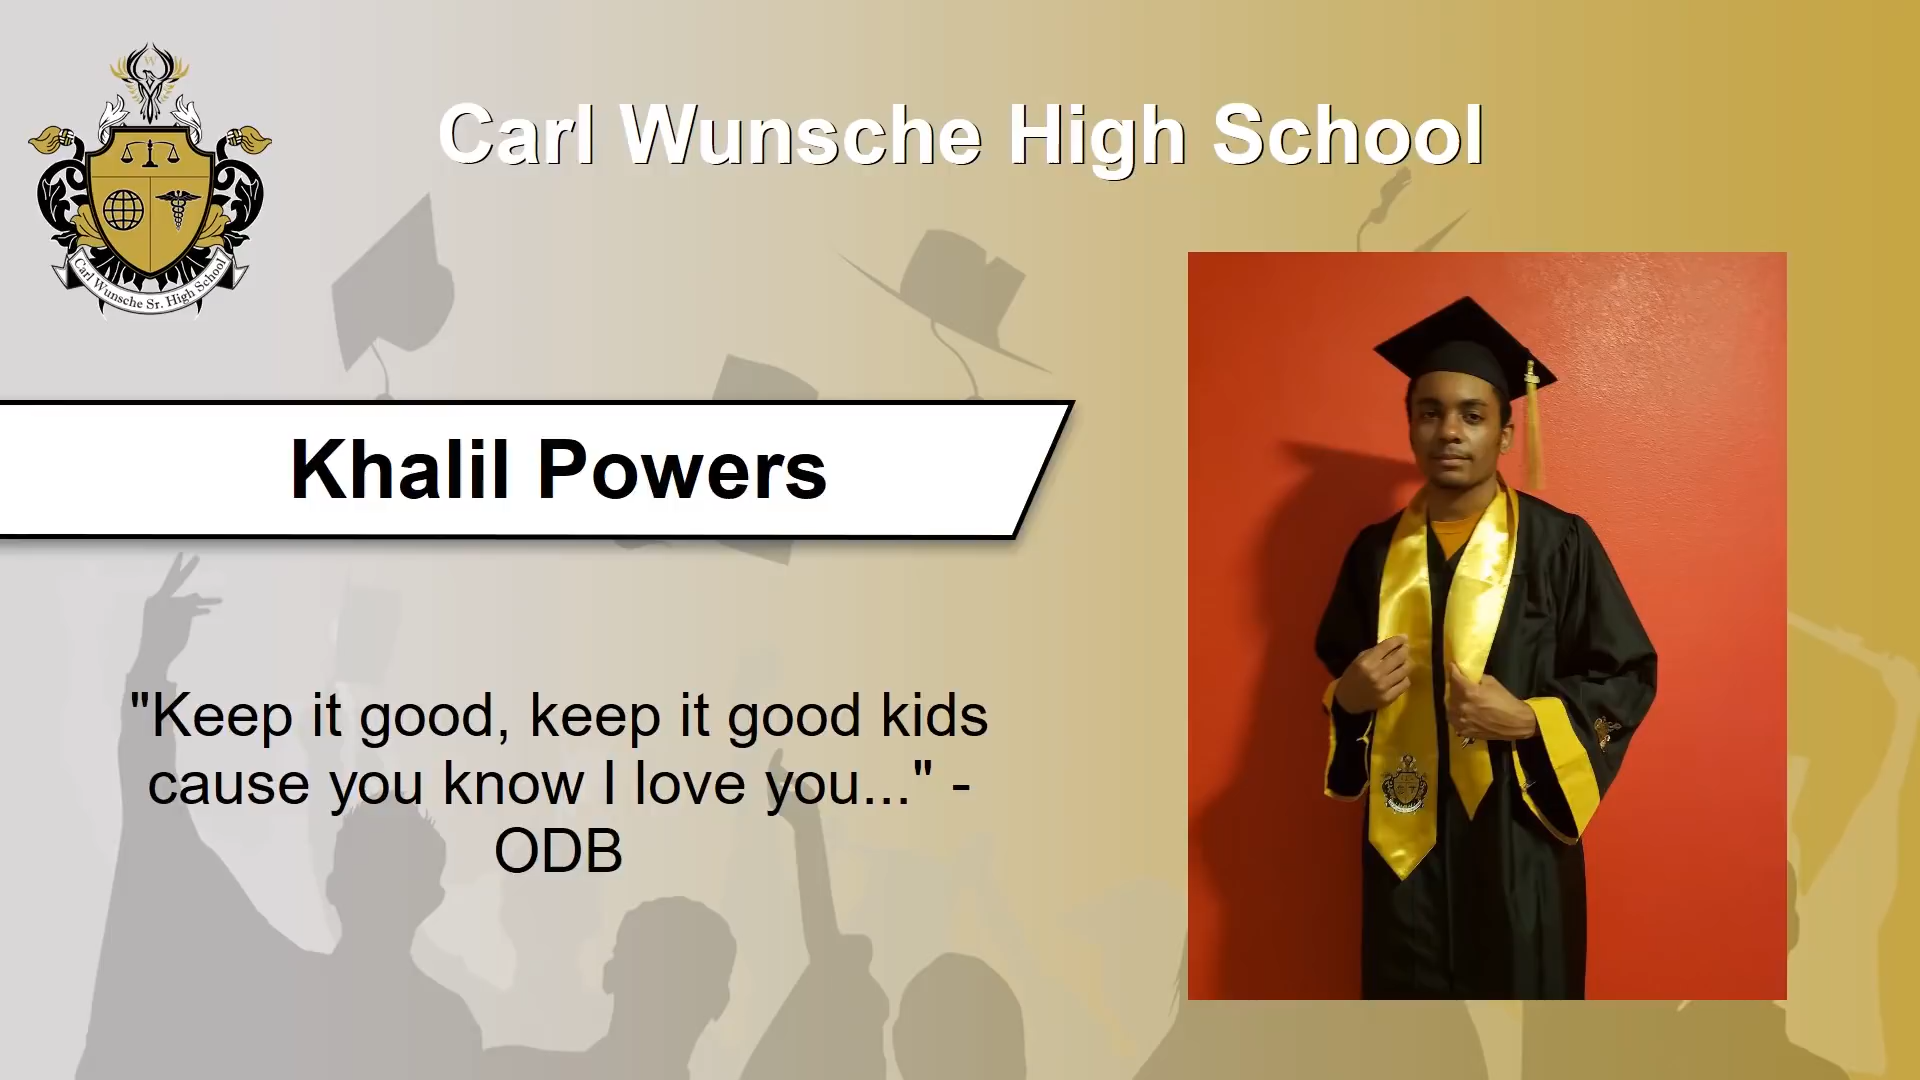 W
Carl Wunsche Sr. High School
Carl Wunsche High School
Khalil Powers
"Keep it good, keep it good kids
cause you know I love you..." -
ODB